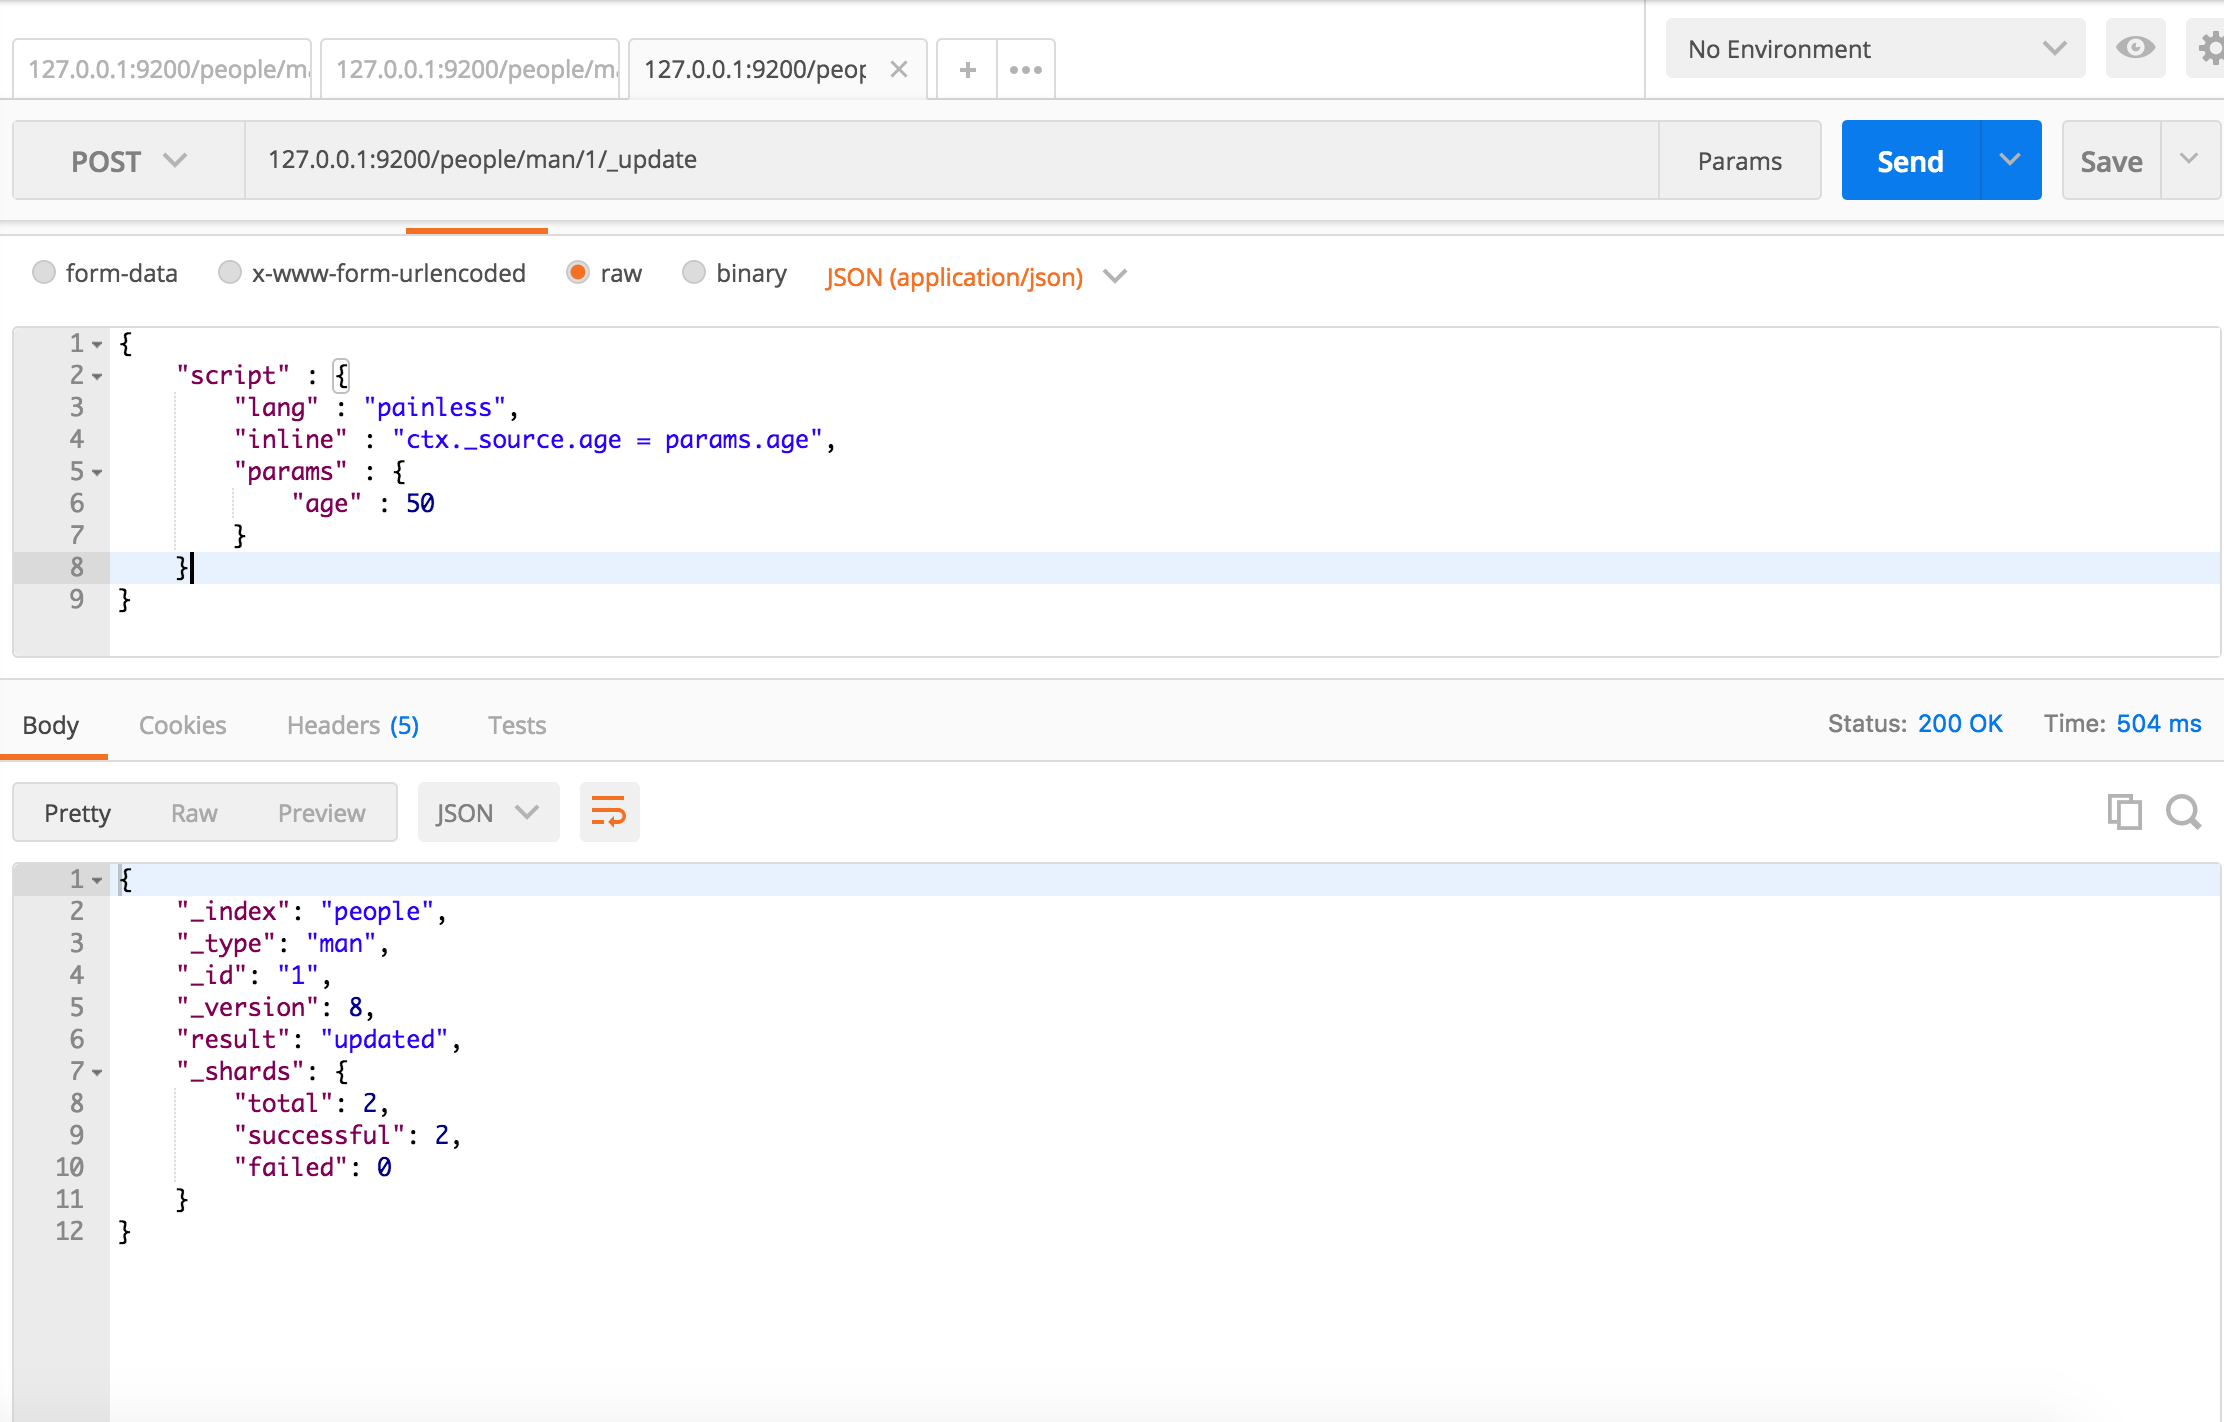 127.0.0.1:9200/people/m 127.0.0.1:9200/people/m 127.0.0.1:9200/peop No Environment
POST 127.0.0.1:9200/people/man/1/_update Params Send Save
form-data x-www-form-urlencoded raw binary JSON (application/json)
1 {
2 "script" : {
3 "lang" : "painless",
4 "inline" : "ctx._source.age = params.age",
5 "params" : {
6 "age" : 50
7 }
8 }
9 }
Body Cookies Headers (5) Tests Status: 200 OK Time: 504 ms
Pretty Raw Preview JSON
1 {
2 "_index": "people",
3 "_type": "man",
4 "_id": "1",
5 "_version": 8,
6 "result": "updated",
7 "_shards": {
8 "total": 2,
9 "successful": 2,
10 "failed": 0
11 }
12 }